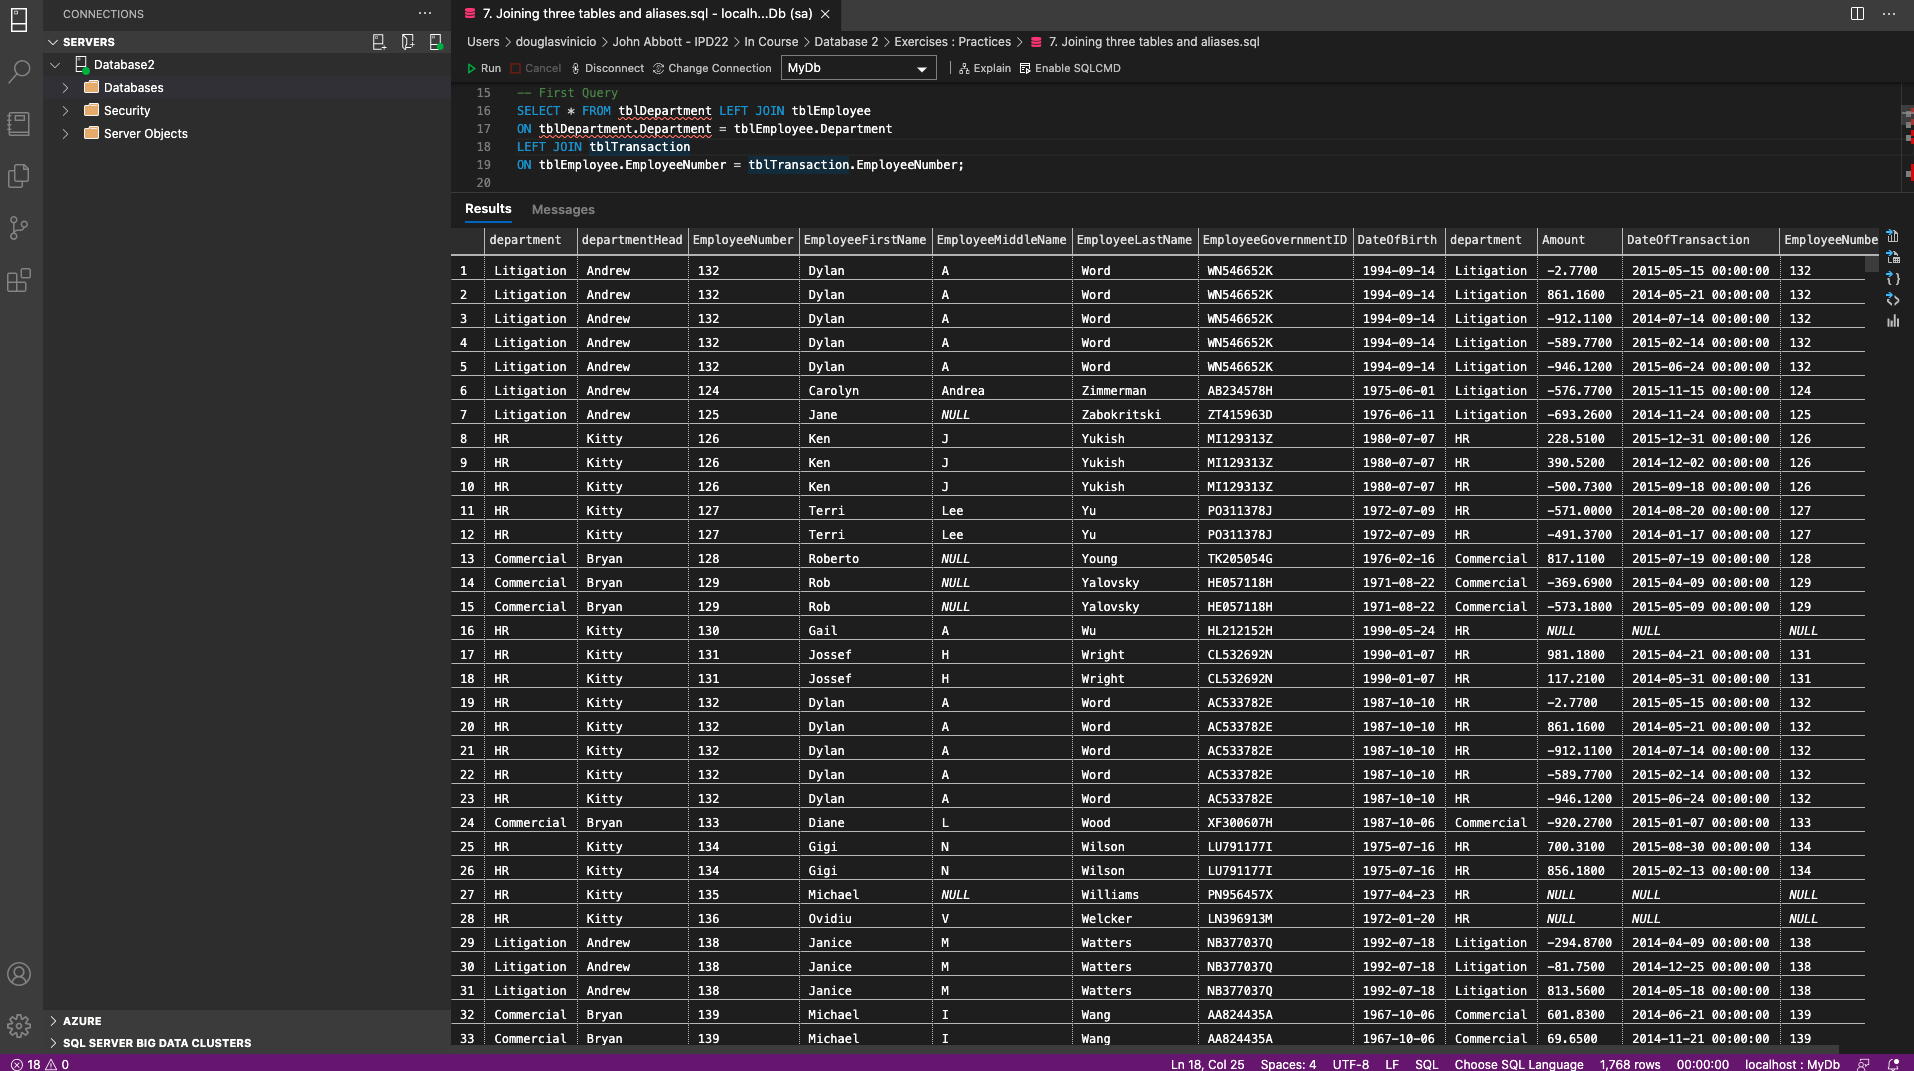 CONNECTIONS
7. Joining three tables and aliases.sql - localh...Db (sa)
SERVERS
Database2
Databases
Security
Server Objects
AZURE
SQL SERVER BIG DATA CLUSTERS
Users > douglasvinicio > John Abbott - IPD22 > In Course > Database 2 > Exercises : Practices > 7. Joining three tables and aliases.sql
Run Cancel Disconnect Change Connection MyDb Explain Enable SQLCMD
15 -- First Query
16 SELECT * FROM tblDepartment LEFT JOIN tblEmployee
17 ON tblDepartment.Department = tblEmployee.Department
18 LEFT JOIN tblTransaction
19 ON tblEmployee.EmployeeNumber = tblTransaction.EmployeeNumber;
20
Results Messages
department departmentHead EmployeeNumber EmployeeFirstName EmployeeMiddleName EmployeeLastName EmployeeGovernmentID DateOfBirth department Amount DateOfTransaction EmployeeNumbe
1 Litigation Andrew 132 Dylan A Word WN546652K 1994-09-14 Litigation -2.7700 2015-05-15 00:00:00 132
2 Litigation Andrew 132 Dylan A Word WN546652K 1994-09-14 Litigation 861.1600 2014-05-21 00:00:00 132
3 Litigation Andrew 132 Dylan A Word WN546652K 1994-09-14 Litigation -912.1100 2014-07-14 00:00:00 132
4 Litigation Andrew 132 Dylan A Word WN546652K 1994-09-14 Litigation -589.7700 2015-02-14 00:00:00 132
5 Litigation Andrew 132 Dylan A Word WN546652K 1994-09-14 Litigation -946.1200 2015-06-24 00:00:00 132
6 Litigation Andrew 124 Carolyn Andrea Zimmerman AB234578H 1975-06-01 Litigation -576.7700 2015-11-15 00:00:00 124
7 Litigation Andrew 125 Jane NULL Zabokritski ZT415963D 1976-06-11 Litigation -693.2600 2014-11-24 00:00:00 125
8 HR Kitty 126 Ken J Yukish MI129313Z 1980-07-07 HR 228.5100 2015-12-31 00:00:00 126
9 HR Kitty 126 Ken J Yukish MI129313Z 1980-07-07 HR 390.5200 2014-12-02 00:00:00 126
10 HR Kitty 126 Ken J Yukish MI129313Z 1980-07-07 HR -500.7300 2015-09-18 00:00:00 126
11 HR Kitty 127 Terri Lee Yu PO311378J 1972-07-09 HR -571.0000 2014-08-20 00:00:00 127
12 HR Kitty 127 Terri Lee Yu PO311378J 1972-07-09 HR -491.3700 2014-01-17 00:00:00 127
13 Commercial Bryan 128 Roberto NULL Young TK205054G 1976-02-16 Commercial 817.1100 2015-07-19 00:00:00 128
14 Commercial Bryan 129 Rob NULL Yalovsky HE057118H 1971-08-22 Commercial -369.6900 2015-04-09 00:00:00 129
15 Commercial Bryan 129 Rob NULL Yalovsky HE057118H 1971-08-22 Commercial -573.1800 2015-05-09 00:00:00 129
16 HR Kitty 130 Gail A Wu HL212152H 1990-05-24 HR NULL NULL NULL
17 HR Kitty 131 Jossef H Wright CL532692N 1990-01-07 HR 981.1800 2015-04-21 00:00:00 131
18 HR Kitty 131 Jossef H Wright CL532692N 1990-01-07 HR 117.2100 2014-05-31 00:00:00 131
19 HR Kitty 132 Dylan A Word AC533782E 1987-10-10 HR -2.7700 2015-05-15 00:00:00 132
20 HR Kitty 132 Dylan A Word AC533782E 1987-10-10 HR 861.1600 2014-05-21 00:00:00 132
21 HR Kitty 132 Dylan A Word AC533782E 1987-10-10 HR -912.1100 2014-07-14 00:00:00 132
22 HR Kitty 132 Dylan A Word AC533782E 1987-10-10 HR -589.7700 2015-02-14 00:00:00 132
23 HR Kitty 132 Dylan A Word AC533782E 1987-10-10 HR -946.1200 2015-06-24 00:00:00 132
24 Commercial Bryan 133 Diane L Wood XF300607H 1987-10-06 Commercial -920.2700 2015-01-07 00:00:00 133
25 HR Kitty 134 Gigi N Wilson LU791177I 1975-07-16 HR 700.3100 2015-08-30 00:00:00 134
26 HR Kitty 134 Gigi N Wilson LU791177I 1975-07-16 HR 856.1800 2015-02-13 00:00:00 134
27 HR Kitty 135 Michael NULL Williams PN956457X 1977-04-23 HR NULL NULL NULL
28 HR Kitty 136 Ovidiu V Welcker LN396913M 1972-01-20 HR NULL NULL NULL
29 Litigation Andrew 138 Janice M Watters NB377037Q 1992-07-18 Litigation -294.8700 2014-04-09 00:00:00 138
30 Litigation Andrew 138 Janice M Watters NB377037Q 1992-07-18 Litigation -81.7500 2014-12-25 00:00:00 138
31 Litigation Andrew 138 Janice M Watters NB377037Q 1992-07-18 Litigation 813.5600 2014-05-18 00:00:00 138
32 Commercial Bryan 139 Michael I Wang AA824435A 1967-10-06 Commercial 601.8300 2014-06-21 00:00:00 139
33 Commercial Bryan 139 Michael I Wang AA824435A 1967-10-06 Commercial 69.6500 2014-11-21 00:00:00 139
18 0 Ln 18, Col 25 Spaces: 4 UTF-8 LF SQL Choose SQL Language 1,768 rows 00:00:00 localhost : MyDb